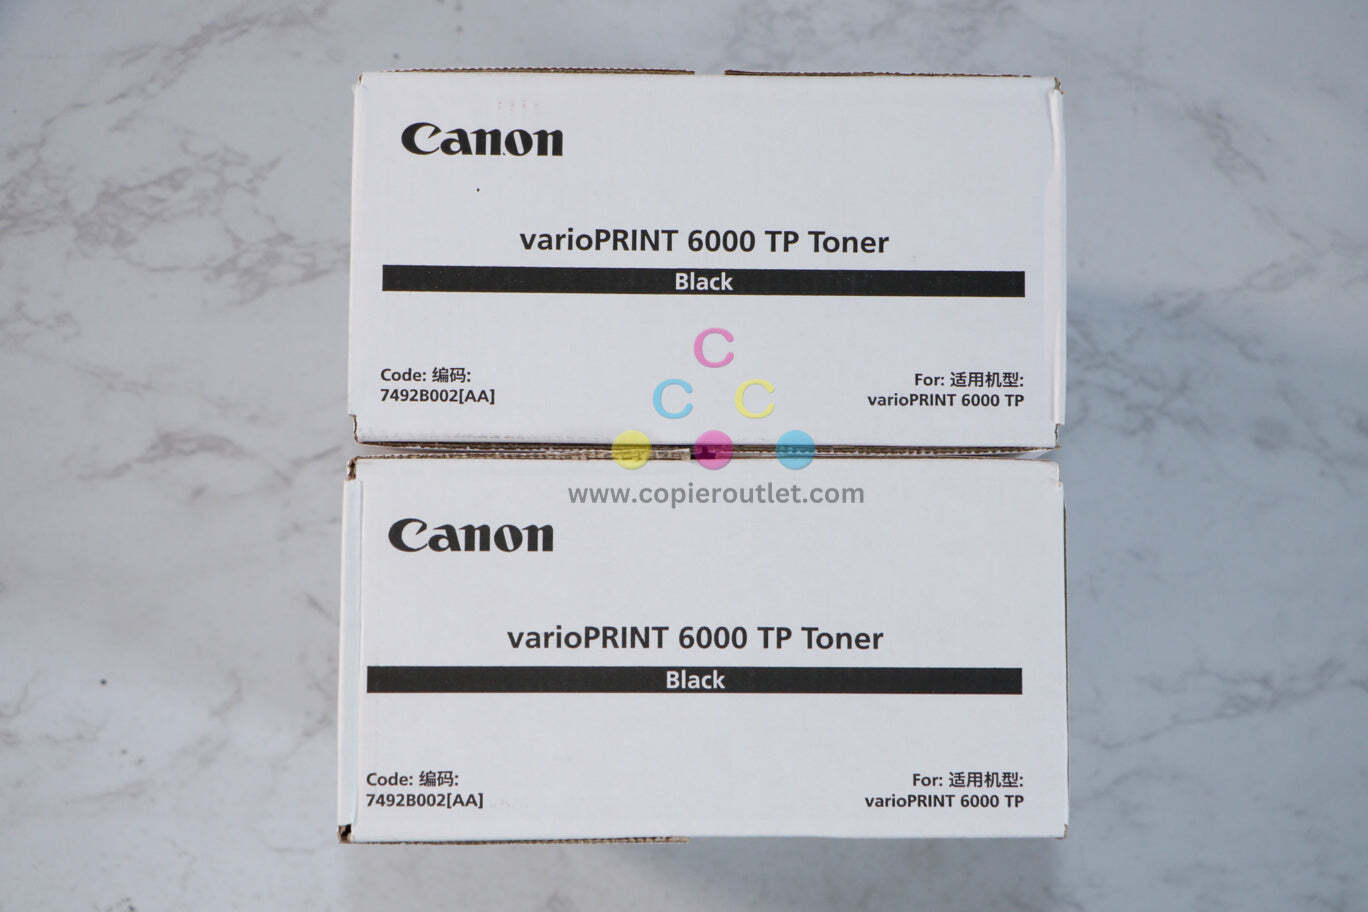 Canon
varioPRINT 6000 TP Toner
Black
Code: 编码:
7492B002[AA]
For: 适用机型:
varioPRINT 6000 TP
C
C C
www.copieroutlet.com
Canon
varioPRINT 6000 TP Toner
Black
Code: 编码:
7492B002[AA]
For: 适用机型:
varioPRINT 6000 TP